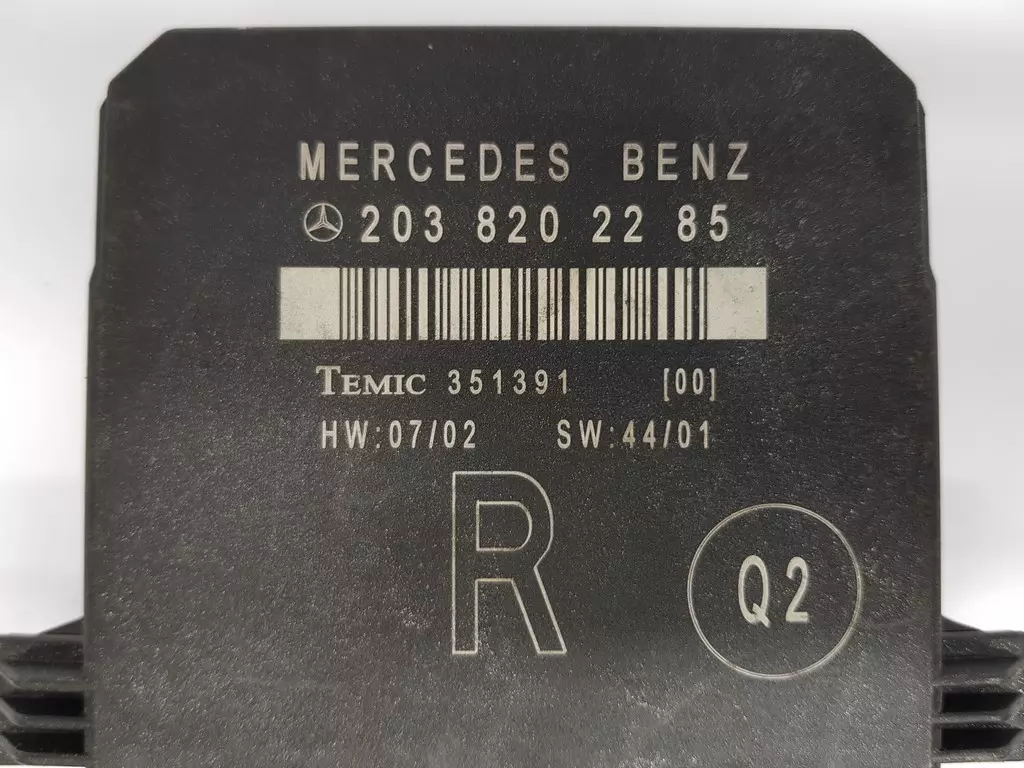 MERCEDES BENZ
203 820 22 85
TEMIC 351391 [00]
HW:07/02 SW:44/01
R
Q2